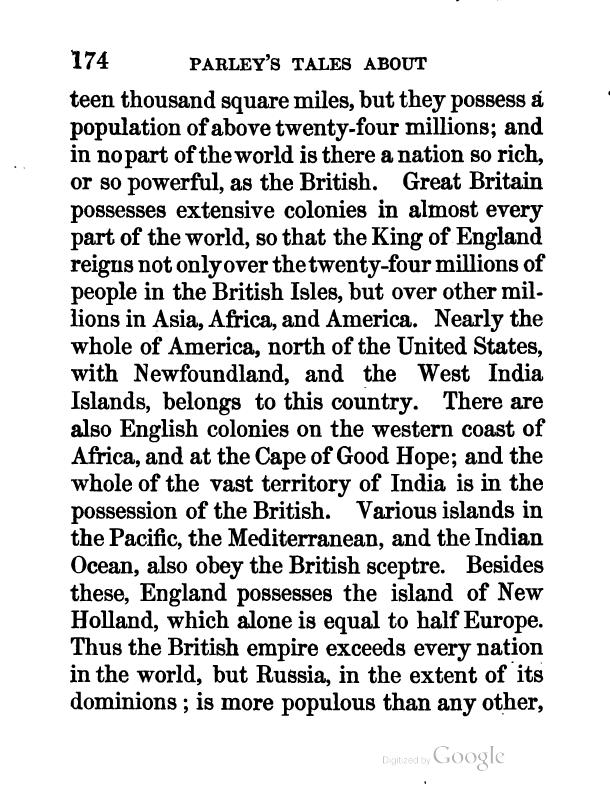 174 PARLEY'S TALES ABOUT
teen thousand square miles, but they possess a
population of above twenty-four millions; and
in no part of the world is there a nation so rich,
or so powerful, as the British. Great Britain
possesses extensive colonies in almost every
part of the world, so that the King of England
reigns not only over the twenty-four millions of
people in the British Isles, but over other mil-
lions in Asia, Africa, and America. Nearly the
whole of America, north of the United States,
with Newfoundland, and the West India
Islands, belongs to this country. There are
also English colonies on the western coast of
Africa, and at the Cape of Good Hope; and the
whole of the vast territory of India is in the
possession of the British. Various islands in
the Pacific, the Mediterranean, and the Indian
Ocean, also obey the British sceptre. Besides
these, England possesses the island of New
Holland, which alone is equal to half Europe.
Thus the British empire exceeds every nation
in the world, but Russia, in the extent of its
dominions; is more populous than any other,
Digitized by Google